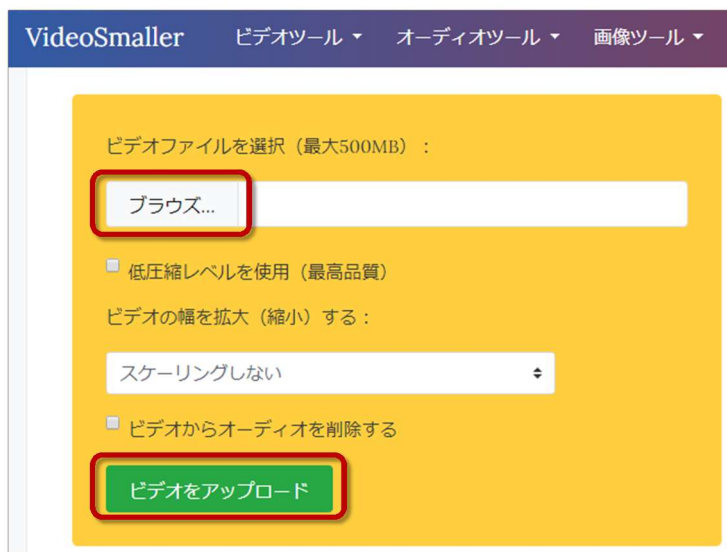 VideoSmaller ビデオツール オーディオツール 画像ツール
ビデオファイルを選択（最大500MB）：
ブラウズ...
低圧縮レベルを使用（最高品質）
ビデオの幅を拡大（縮小）する：
スケーリングしない
ビデオからオーディオを削除する
ビデオをアップロード